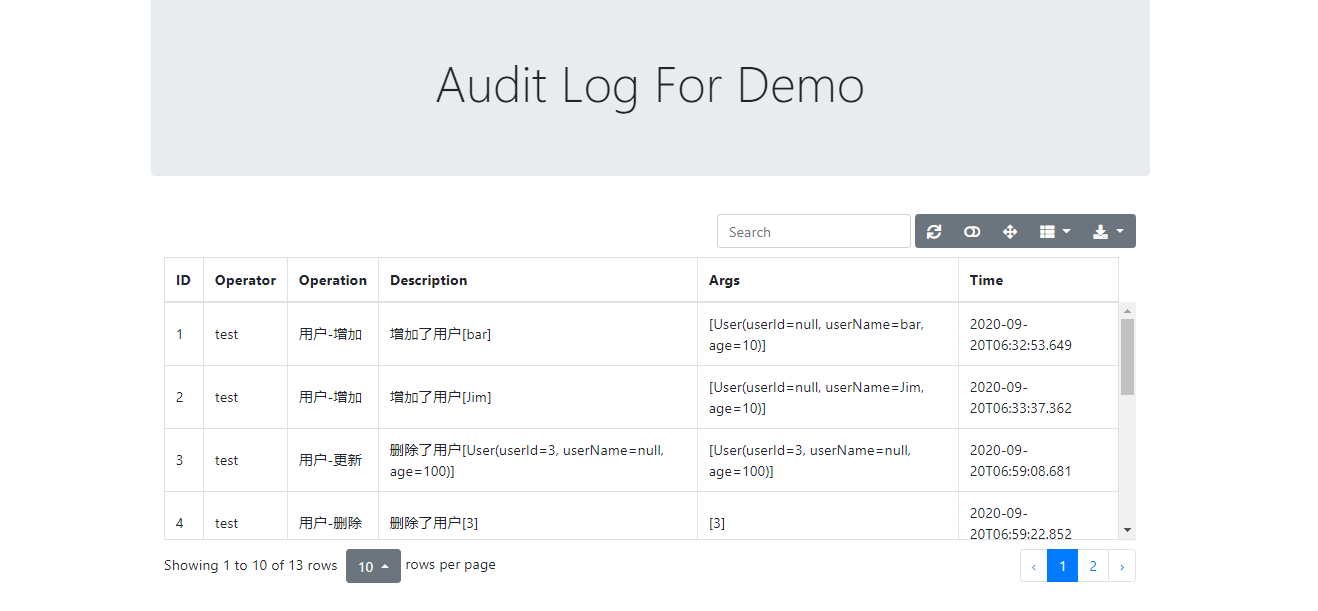 Audit Log For Demo
Search
ID Operator Operation Description Args Time
1 test 用户-增加 增加了用户[bar] [User(userId=null, userName=bar, age=10)] 2020-09-20T06:32:53.649
2 test 用户-增加 增加了用户[Jim] [User(userId=null, userName=Jim, age=10)] 2020-09-20T06:33:37.362
3 test 用户-更新 删除了用户[User(userId=3, userName=null, age=100)] [User(userId=3, userName=null, age=100)] 2020-09-20T06:59:08.681
4 test 用户-删除 删除了用户[3] [3] 2020-09-20T06:59:22.852
Showing 1 to 10 of 13 rows 10 rows per page ‹ 1 2 ›